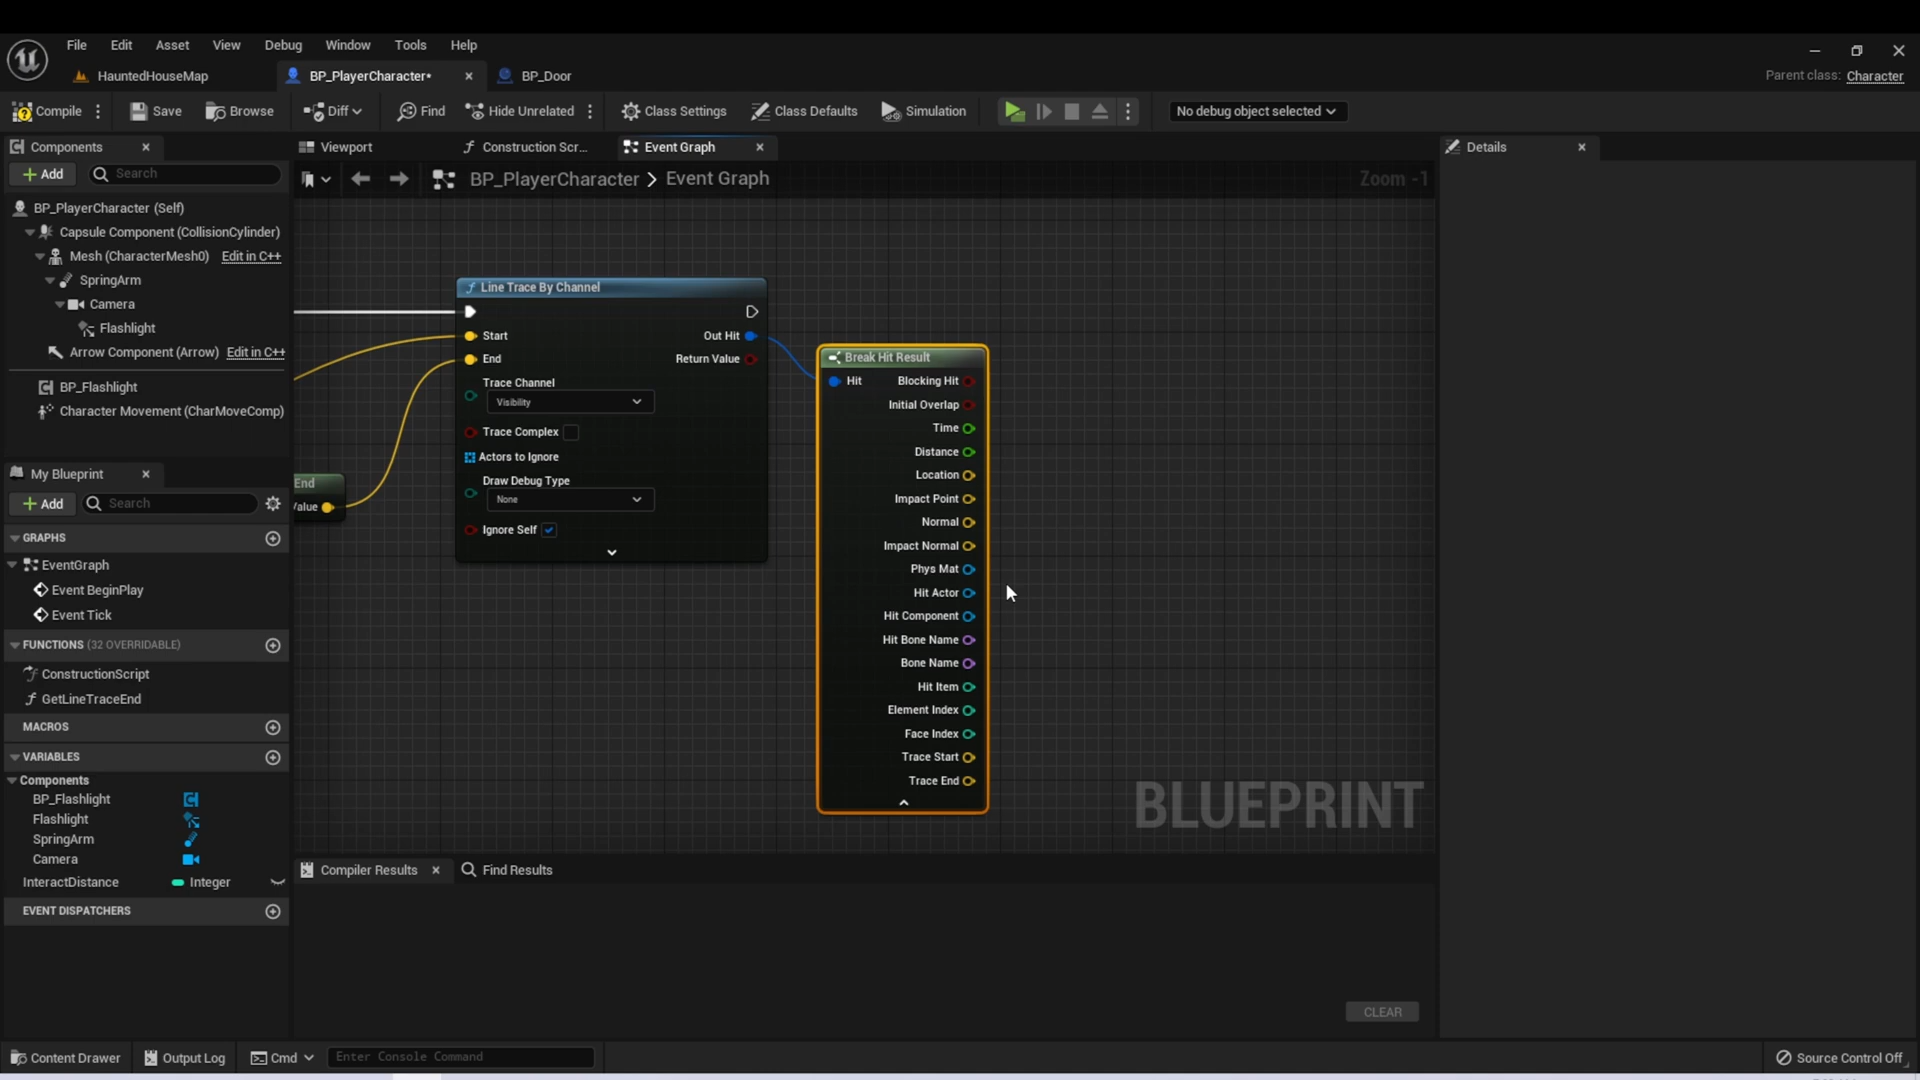 File Edit Asset View Debug Window Tools Help
HauntedHouseMap BP_PlayerCharacter• BP_Door
Parent class: Character
Compile Save Browse Diff Find Hide Unrelated Class Settings Class Defaults Simulation No debug object selected
Components
Add Search
BP_PlayerCharacter (Self)
Capsule Component (CollisionCylinder)
Mesh (CharacterMesh0) Edit in C++
SpringArm
Camera
Flashlight
Arrow Component (Arrow) Edit in C++
BP_Flashlight
Character Movement (CharMoveComp)
My Blueprint
Add Search
GRAPHS
EventGraph
Event BeginPlay
Event Tick
FUNCTIONS (32 OVERRIDABLE)
ConstructionScript
GetLineTraceEnd
MACROS
VARIABLES
Components
BP_Flashlight
Flashlight
SpringArm
Camera
InteractDistance Integer
EVENT DISPATCHERS
Viewport Construction Scr... Event Graph
BP_PlayerCharacter > Event Graph
Zoom -1
Line Trace By Channel
Start
End
Trace Channel
Visibility
Trace Complex
Actors to Ignore
Draw Debug Type
None
Ignore Self
Out Hit
Return Value
End
Value
Break Hit Result
Hit
Blocking Hit
Initial Overlap
Time
Distance
Location
Impact Point
Normal
Impact Normal
Phys Mat
Hit Actor
Hit Component
Hit Bone Name
Bone Name
Hit Item
Element Index
Face Index
Trace Start
Trace End
BLUEPRINT
Compiler Results Find Results
CLEAR
Details
Content Drawer Output Log Cmd Enter Console Command
Source Control Off